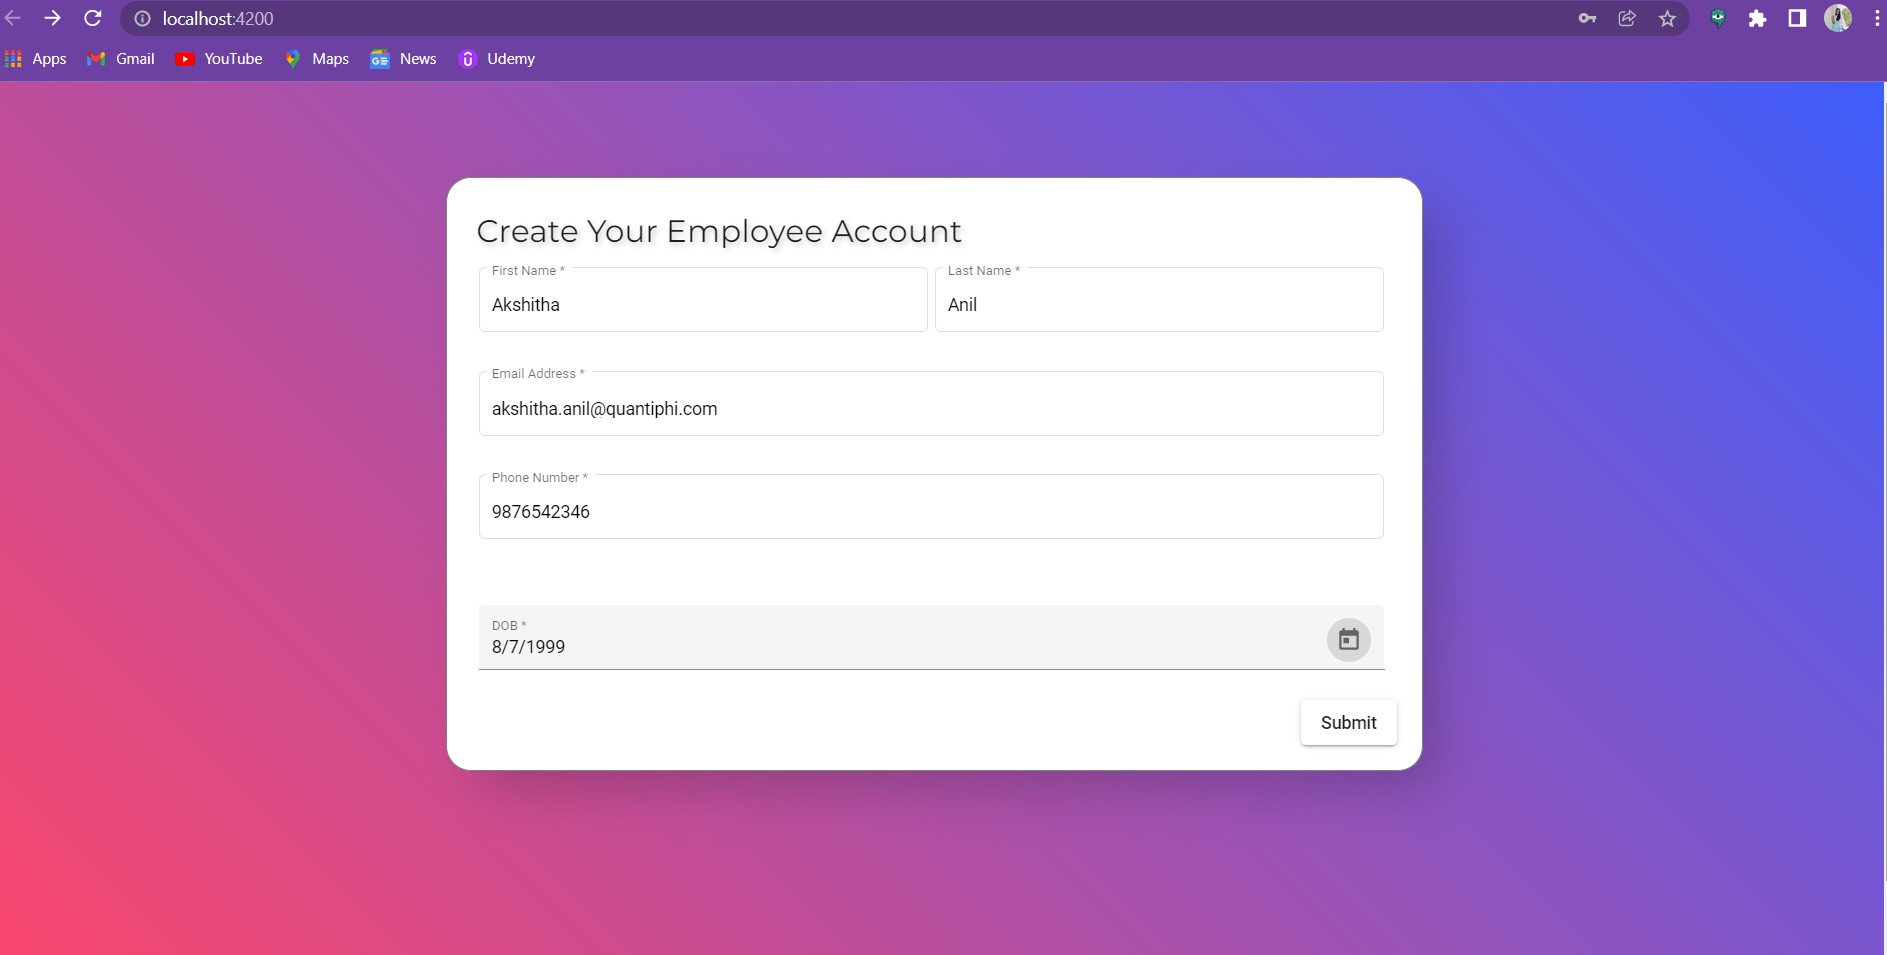 localhost:4200
Apps Gmail YouTube Maps GE News Udemy
Create Your Employee Account
First Name * Last Name *
Akshitha Anil
Email Address *
akshitha.anil@quantiphi.com
Phone Number *
9876542346
DOB *
8/7/1999
Submit